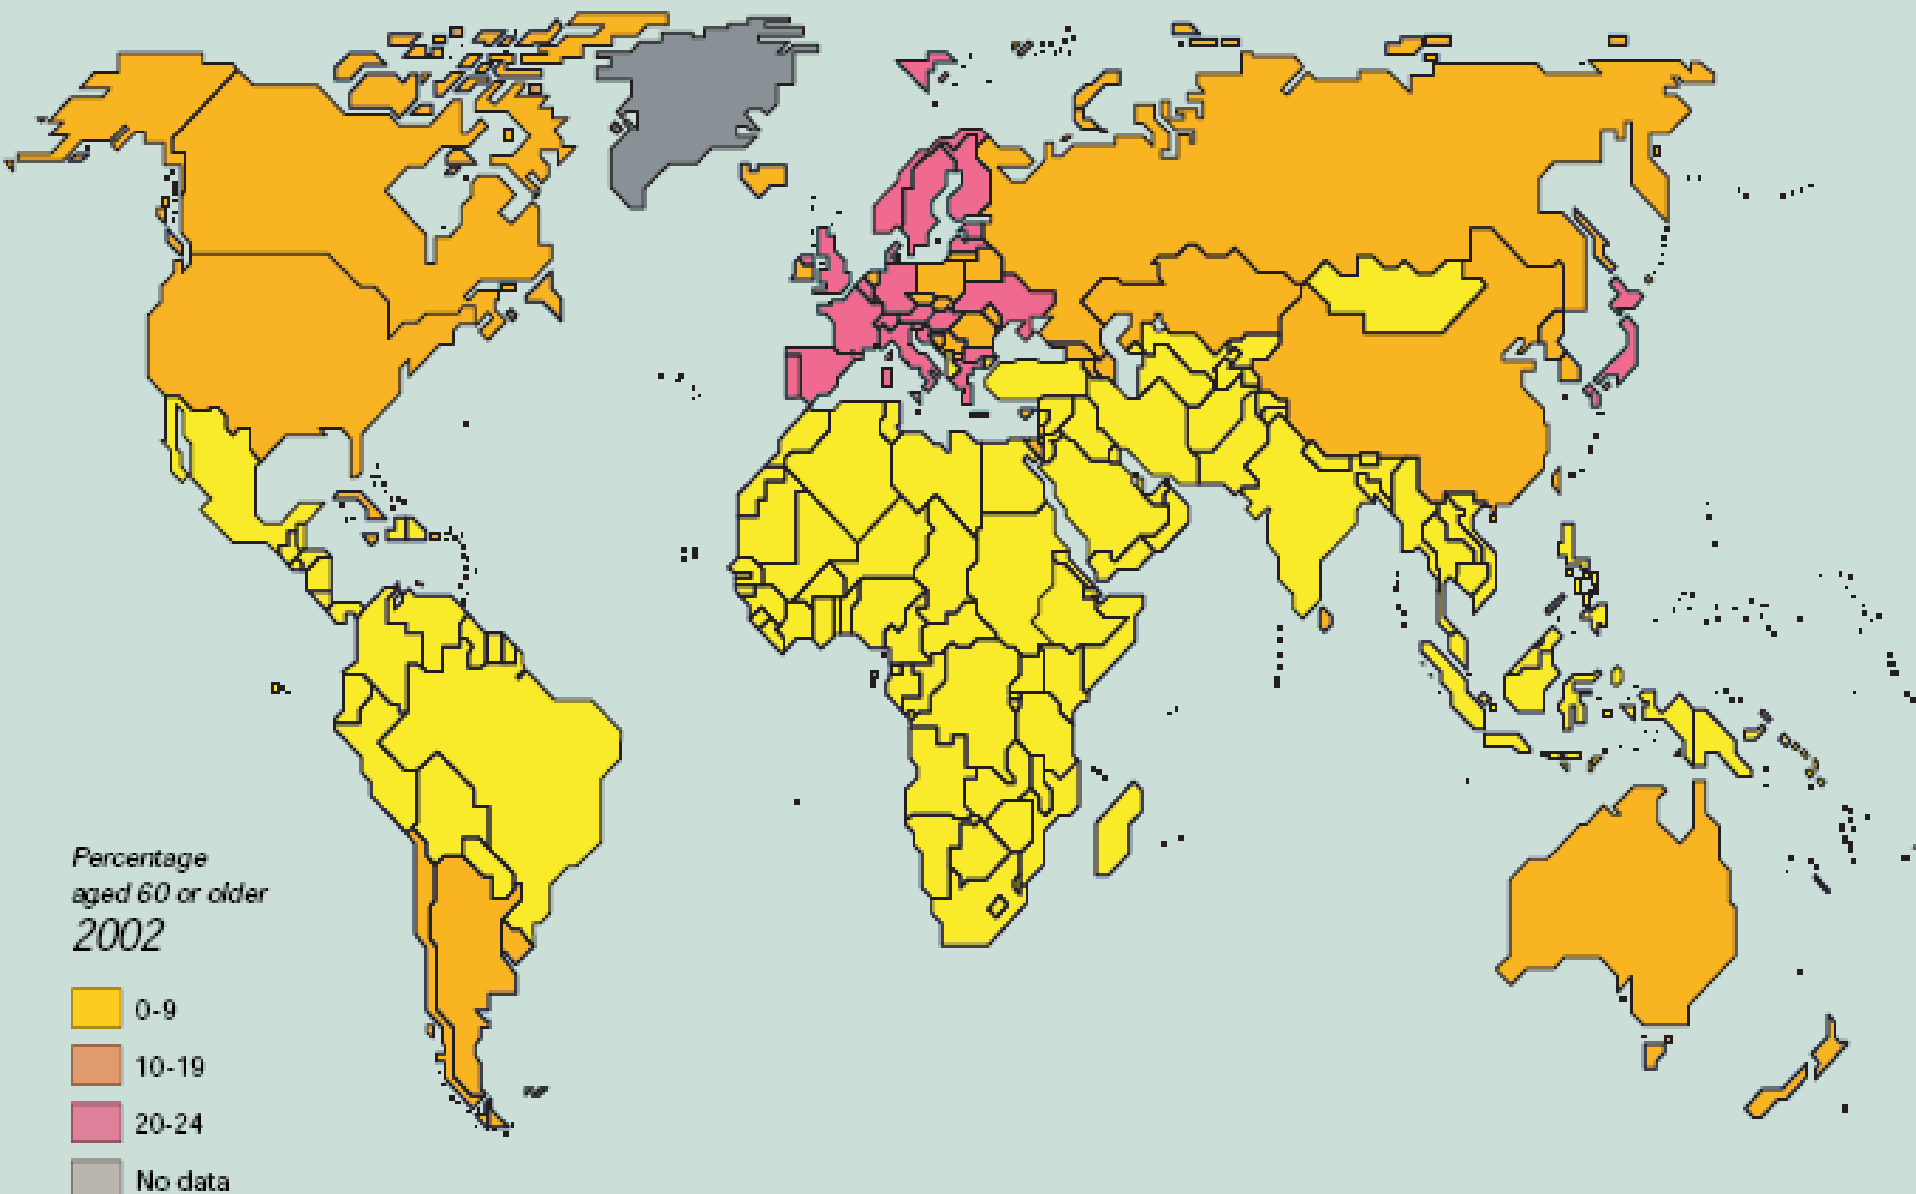 Percentage
aged 60 or older
2002
0-9
10-19
20-24
No data